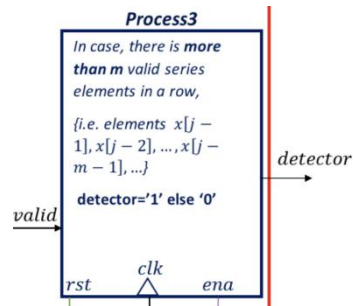 Process3
In case, there is more
than m valid series
elements in a row,
{i.e. elements x[j −
1], x[j − 2], ..., x[j −
m − 1], ...}
detector='1' else '0'
detector
valid
rst clk ena